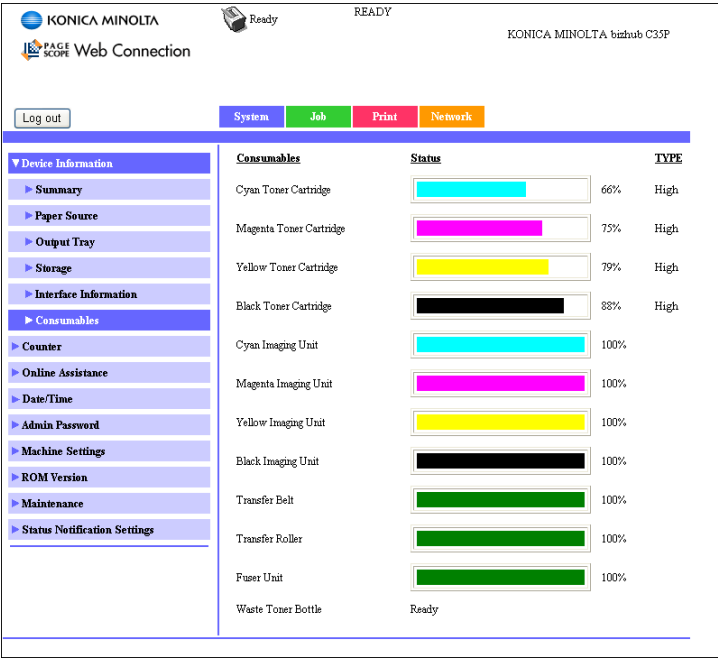 KONICA MINOLTA
Ready
READY
KONICA MINOLTA bizhub C35P
PAGE SCOPE Web Connection
Log out
System Job Print Network
Device Information
Summary
Paper Source
Output Tray
Storage
Interface Information
Consumables
Counter
Online Assistance
Date/Time
Admin Password
Machine Settings
ROM Version
Maintenance
Status Notification Settings
Consumables Status TYPE
Cyan Toner Cartridge 66% High
Magenta Toner Cartridge 75% High
Yellow Toner Cartridge 79% High
Black Toner Cartridge 88% High
Cyan Imaging Unit 100%
Magenta Imaging Unit 100%
Yellow Imaging Unit 100%
Black Imaging Unit 100%
Transfer Belt 100%
Transfer Roller 100%
Fuser Unit 100%
Waste Toner Bottle Ready